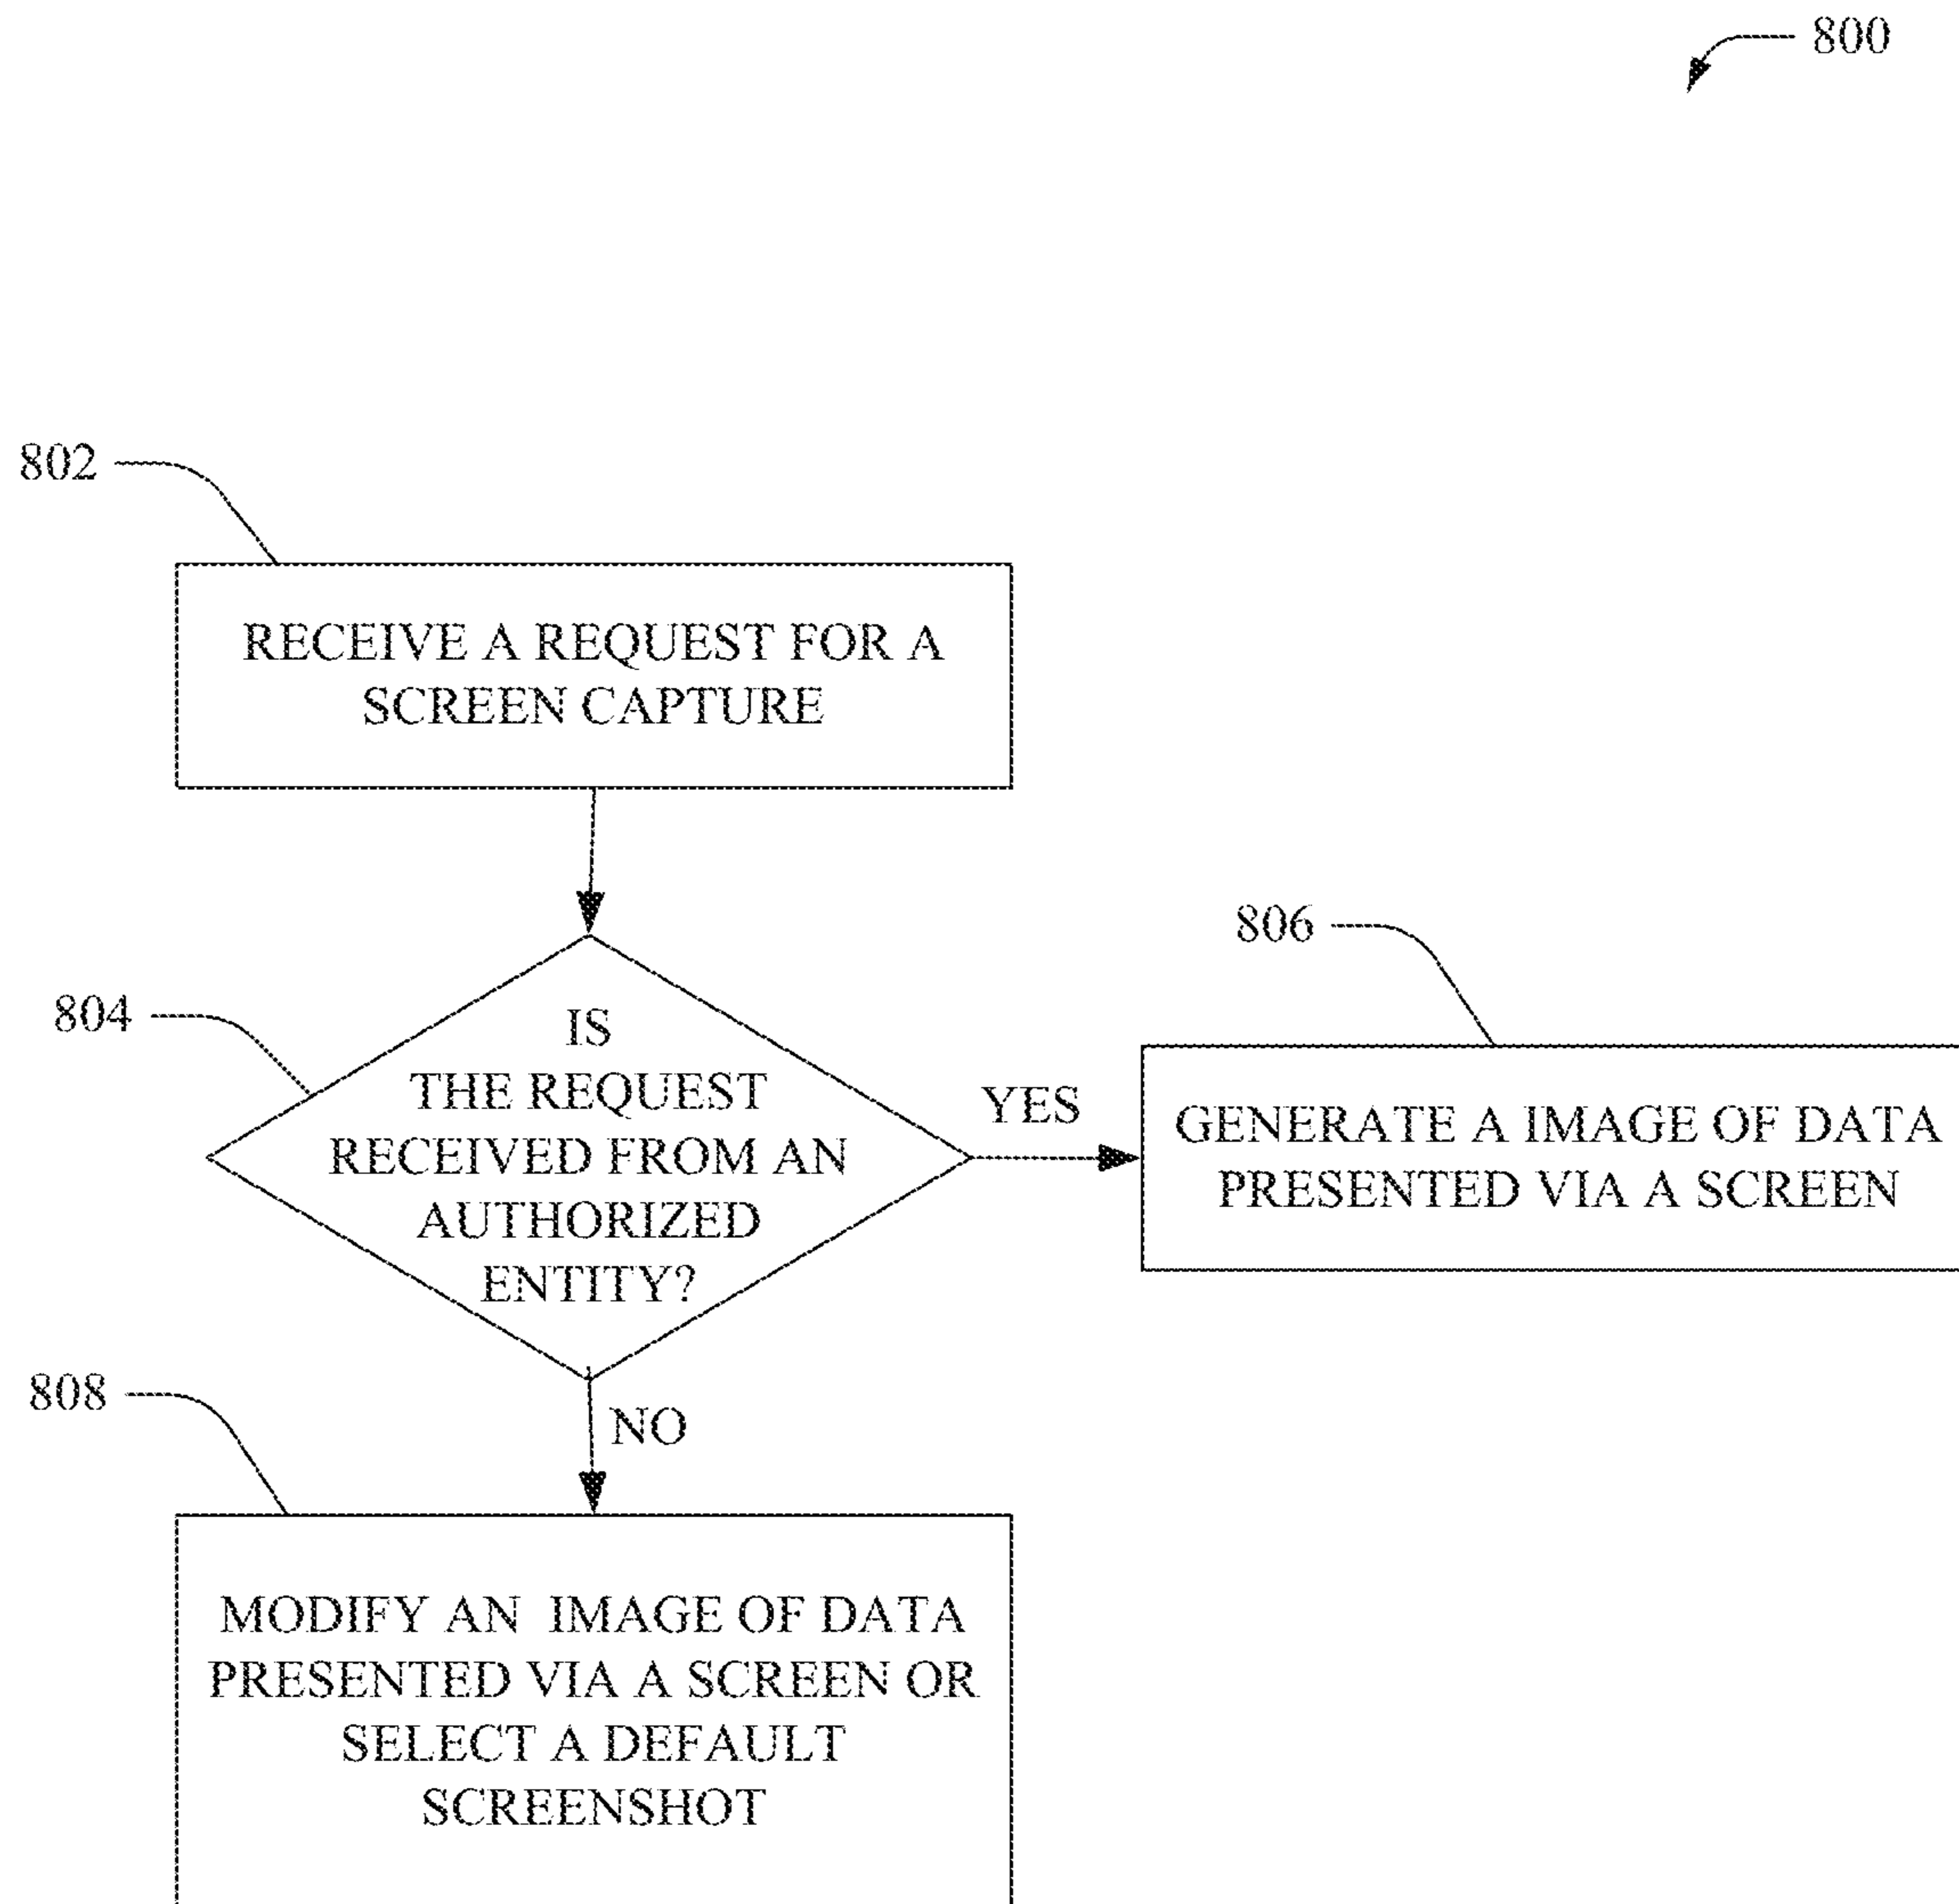 800
802
RECEIVE A REQUEST FOR A
SCREEN CAPTURE
806
804
IS
THE REQUEST
RECEIVED FROM AN
AUTHORIZED
ENTITY?
YES
GENERATE A IMAGE OF DATA
PRESENTED VIA A SCREEN
808
NO
MODIFY AN IMAGE OF DATA
PRESENTED VIA A SCREEN OR
SELECT A DEFAULT
SCREENSHOT